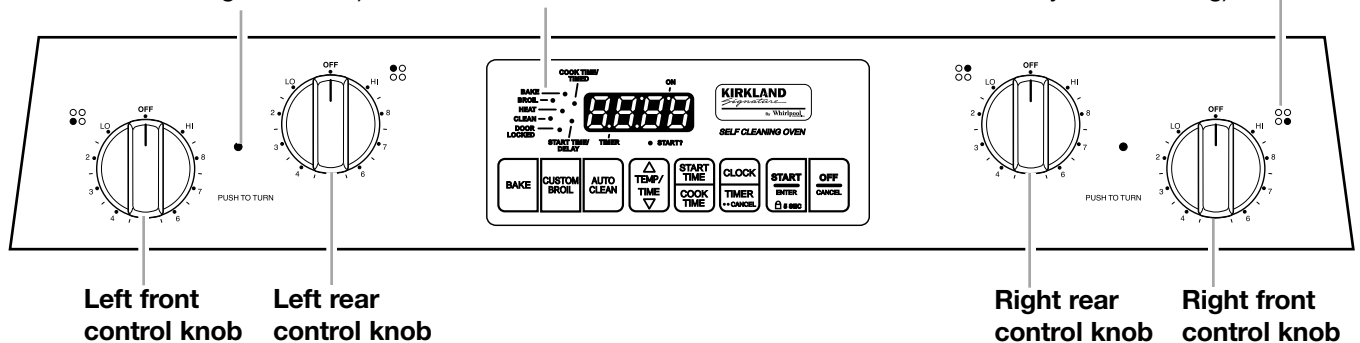 OFF
LO
HI
2
8
3
7
4
6
PUSH TO TURN
OFF
LO
HI
2
8
3
7
4
6
COOK TIME/
TIMED
ON
BAKE
BROIL
HEAT
CLEAN
DOOR
LOCKED
START TIME/
DELAY
TIMER
START?
8:8:8:8
KIRKLAND
Signature
By Whirlpool
SELF CLEANING OVEN
BAKE
CUSTOM
BROIL
AUTO
CLEAN
TEMP/
TIME
START
TIME
COOK
TIME
CLOCK
TIMER
•• CANCEL
START
ENTER
5 SEC
OFF
CANCEL
OFF
LO
HI
2
8
3
7
4
6
PUSH TO TURN
OFF
LO
HI
2
8
3
7
4
6
Left front
control knob
Left rear
control knob
Right rear
control knob
Right front
control knob